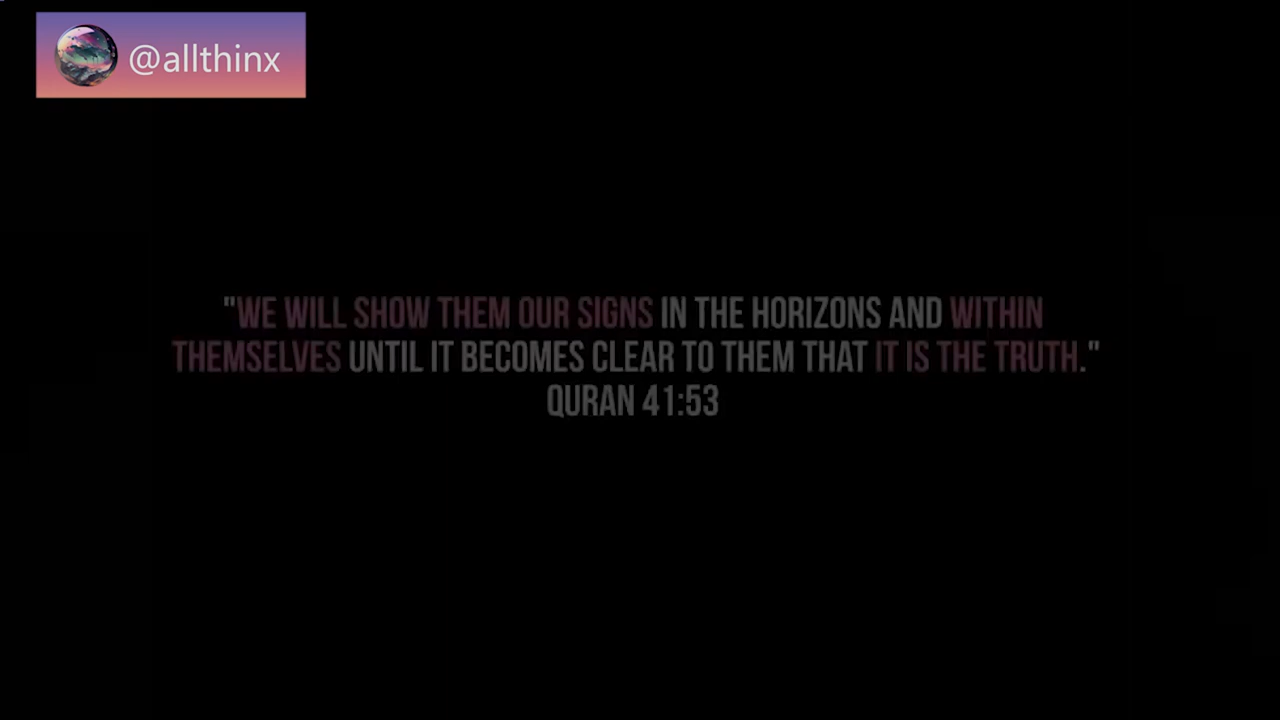 @allthinx
"WE WILL SHOW THEM OUR SIGNS IN THE HORIZONS AND WITHIN
THEMSELVES UNTIL IT BECOMES CLEAR TO THEM THAT IT IS THE TRUTH."
QURAN 41:53